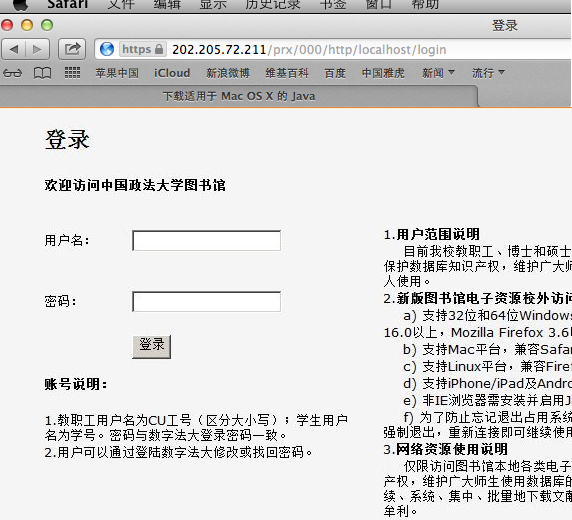 Safari 文件 编辑 显示 历史记录 书签 窗口 帮助
登录
https 202.205.72.211/prx/000/http/localhost/login
苹果中国 iCloud 新浪微博 维基百科 百度 中国雅虎 新闻 流行
下载适用于 Mac OS X 的 Java
登录
欢迎访问中国政法大学图书馆
用户名：
密码：
登录
账号说明：
1.教职工用户名为CU工号（区分大小写）；学生用户
名为学号。密码与数字法大登录密码一致。
2.用户可以通过登陆数字法大修改或找回密码。
1.用户范围说明
目前我校教职工、博士和硕士
保护数据库知识产权，维护广大师
人使用。
2.新版图书馆电子资源校外访问
a) 支持32位和64位Windows
16.0以上，Mozilla Firefox 3.6
b) 支持Mac平台，兼容Safar
c) 支持Linux平台，兼容Firef
d) 支持iPhone/iPad及Andro
e) 非IE浏览器需安装并启用J
f) 为了防止忘记退出占用系统
强制退出，重新连接即可继续使用
3.网络资源使用说明
仅限访问图书馆本地各类电子
产权，维护广大师生使用数据库的
续、系统、集中、批量地下载文献
牟利。